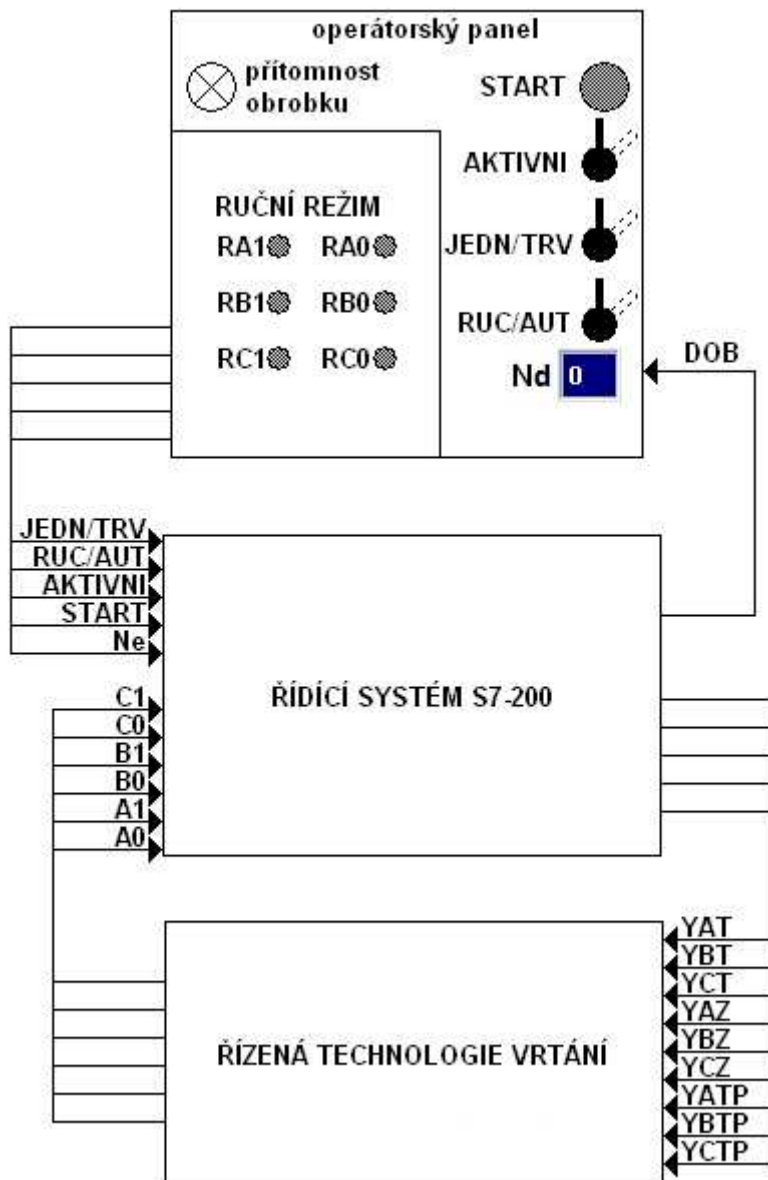 operátorský panel
přítomnost
obrobku
START
AKTIVNI
JEDN/TRV
RUC/AUT
Nd 0
RUČNÍ REŽIM
RA1 RA0
RB1 RB0
RC1 RC0
DOB
JEDN/TRV
RUC/AUT
AKTIVNI
START
Ne
C1
C0
B1
B0
A1
A0
ŘÍDÍCÍ SYSTÉM S7-200
YAT
YBT
YCT
YAZ
YBZ
YCZ
YATP
YBTP
YCTP
ŘÍZENÁ TECHNOLOGIE VRTÁNÍ